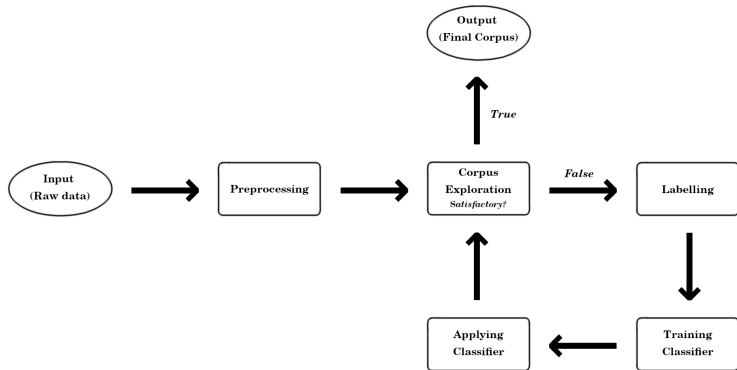 Output
(Final Corpus)
True
Input
(Raw data)
Preprocessing
Corpus
Exploration
Satisfactory?
False
Labelling
Applying
Classifier
Training
Classifier